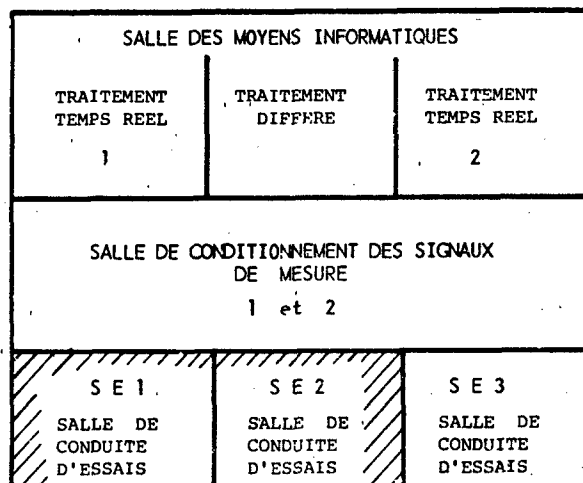 SALLE DES MOYENS INFORMATIQUES
TRAITEMENT
TEMPS REEL
1
TRAITEMENT
DIFFERE
TRAITEMENT
TEMPS REEL
2
SALLE DE CONDITIONNEMENT DES SIGNAUX
DE MESURE
1 et 2
S E 1
SALLE DE
CONDUITE
D'ESSAIS
S E 2
SALLE DE
CONDUITE
D'ESSAIS
S E 3
SALLE DE
CONDUITE
D'ESSAIS